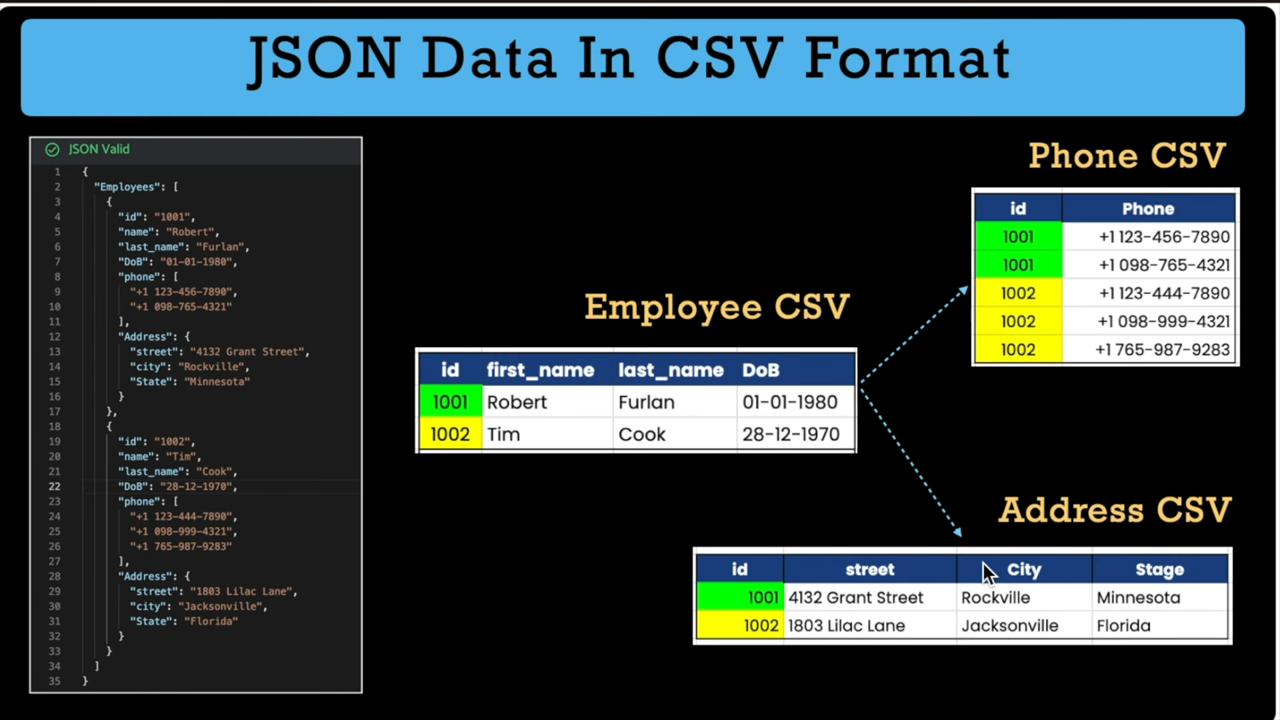 JSON Data In CSV Format
JSON Valid
1 {
2 "Employees": [
3 {
4 "id": "1001",
5 "name": "Robert",
6 "last_name": "Furlan",
7 "DoB": "01-01-1980",
8 "phone": [
9 "+1 123-456-7890",
10 "+1 098-765-4321"
11 ],
12 "Address": {
13 "street": "4132 Grant Street",
14 "city": "Rockville",
15 "State": "Minnesota"
16 }
17 },
18 {
19 "id": "1002",
20 "name": "Tim",
21 "last_name": "Cook",
22 "DoB": "28-12-1970",
23 "phone": [
24 "+1 123-444-7890",
25 "+1 098-999-4321",
26 "+1 765-987-9283"
27 ],
28 "Address": {
29 "street": "1803 Lilac Lane",
30 "city": "Jacksonville",
31 "State": "Florida"
32 }
33 }
34 ]
35 }
Employee CSV
id first_name last_name DoB
1001 Robert Furlan 01-01-1980
1002 Tim Cook 28-12-1970
Phone CSV
id Phone
1001 +1 123-456-7890
1001 +1 098-765-4321
1002 +1 123-444-7890
1002 +1 098-999-4321
1002 +1 765-987-9283
Address CSV
id street City Stage
1001 4132 Grant Street Rockville Minnesota
1002 1803 Lilac Lane Jacksonville Florida